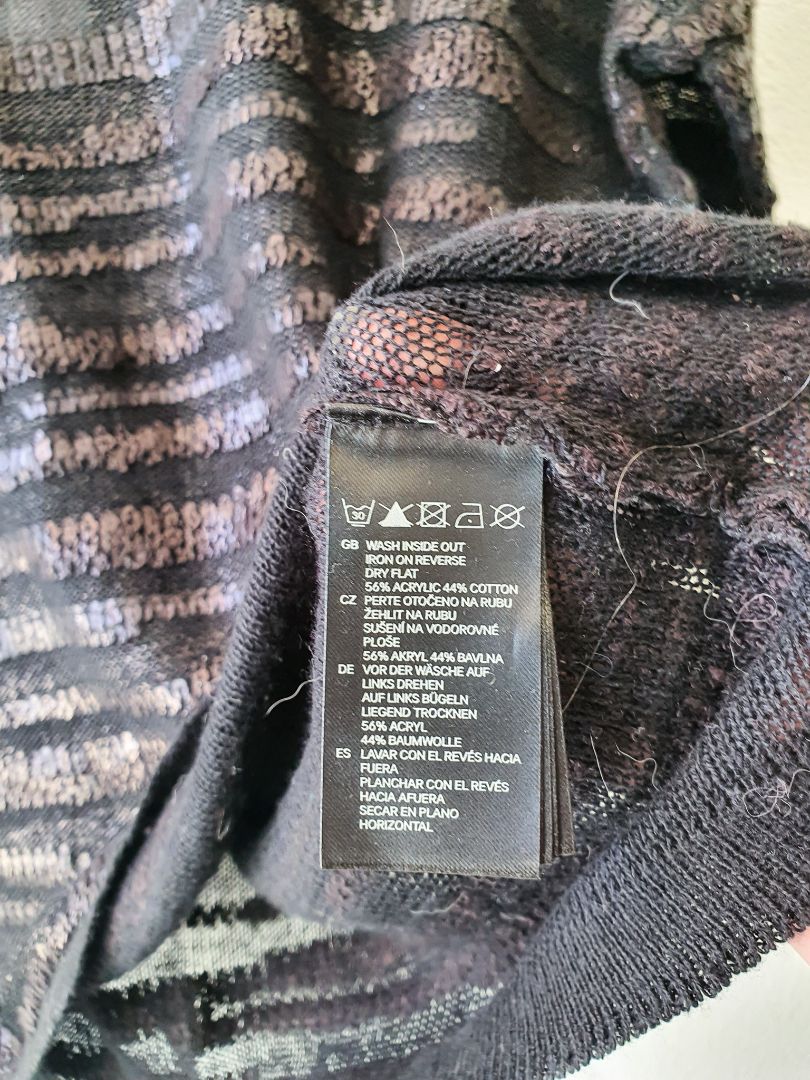 30
GB WASH INSIDE OUT
IRON ON REVERSE
DRY FLAT
56% ACRYLIC 44% COTTON
CZ PERTE OTOČENO NA RUBU
ŽEHLIT NA RUBU
SUŠENÍ NA VODOROVNÉ
PLOŠE
56% AKRYL 44% BAVLNA
DE VOR DER WÄSCHE AUF
LINKS DREHEN
AUF LINKS BÜGELN
LIEGEND TROCKNEN
56% ACRYL
44% BAUMWOLLE
ES LAVAR CON EL REVÉS HACIA
FUERA
PLANCHAR CON EL REVÉS
HACIA AFUERA
SECAR EN PLANO
HORIZONTAL